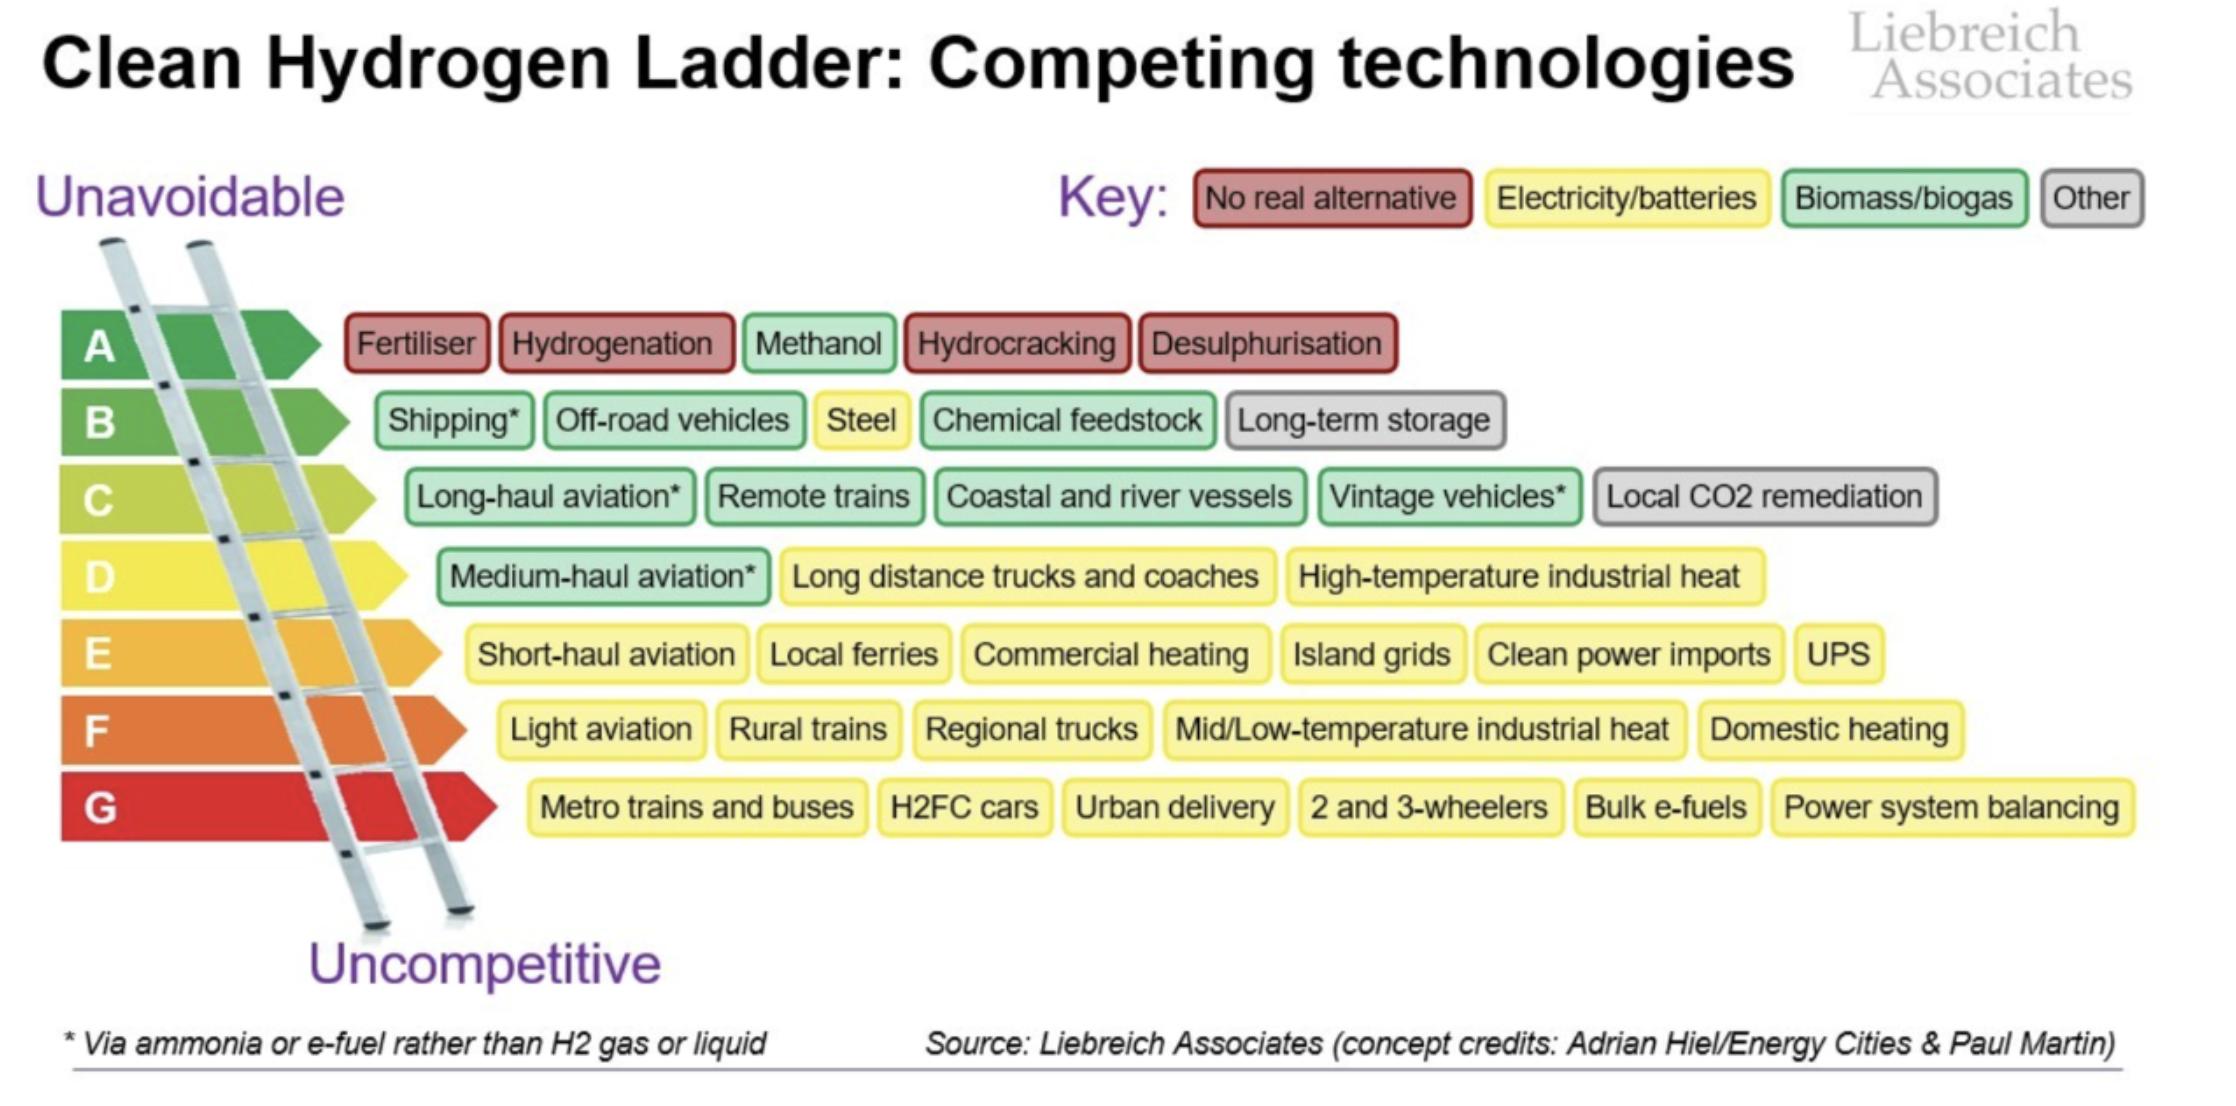 Clean Hydrogen Ladder: Competing technologies
Liebreich
Associates
Unavoidable
Key: No real alternative Electricity/batteries Biomass/biogas Other
A Fertiliser Hydrogenation Methanol Hydrocracking Desulphurisation
B Shipping* Off-road vehicles Steel Chemical feedstock Long-term storage
C Long-haul aviation* Remote trains Coastal and river vessels Vintage vehicles* Local CO2 remediation
D Medium-haul aviation* Long distance trucks and coaches High-temperature industrial heat
E Short-haul aviation Local ferries Commercial heating Island grids Clean power imports UPS
F Light aviation Rural trains Regional trucks Mid/Low-temperature industrial heat Domestic heating
G Metro trains and buses H2FC cars Urban delivery 2 and 3-wheelers Bulk e-fuels Power system balancing
Uncompetitive
* Via ammonia or e-fuel rather than H2 gas or liquid
Source: Liebreich Associates (concept credits: Adrian Hiel/Energy Cities & Paul Martin)